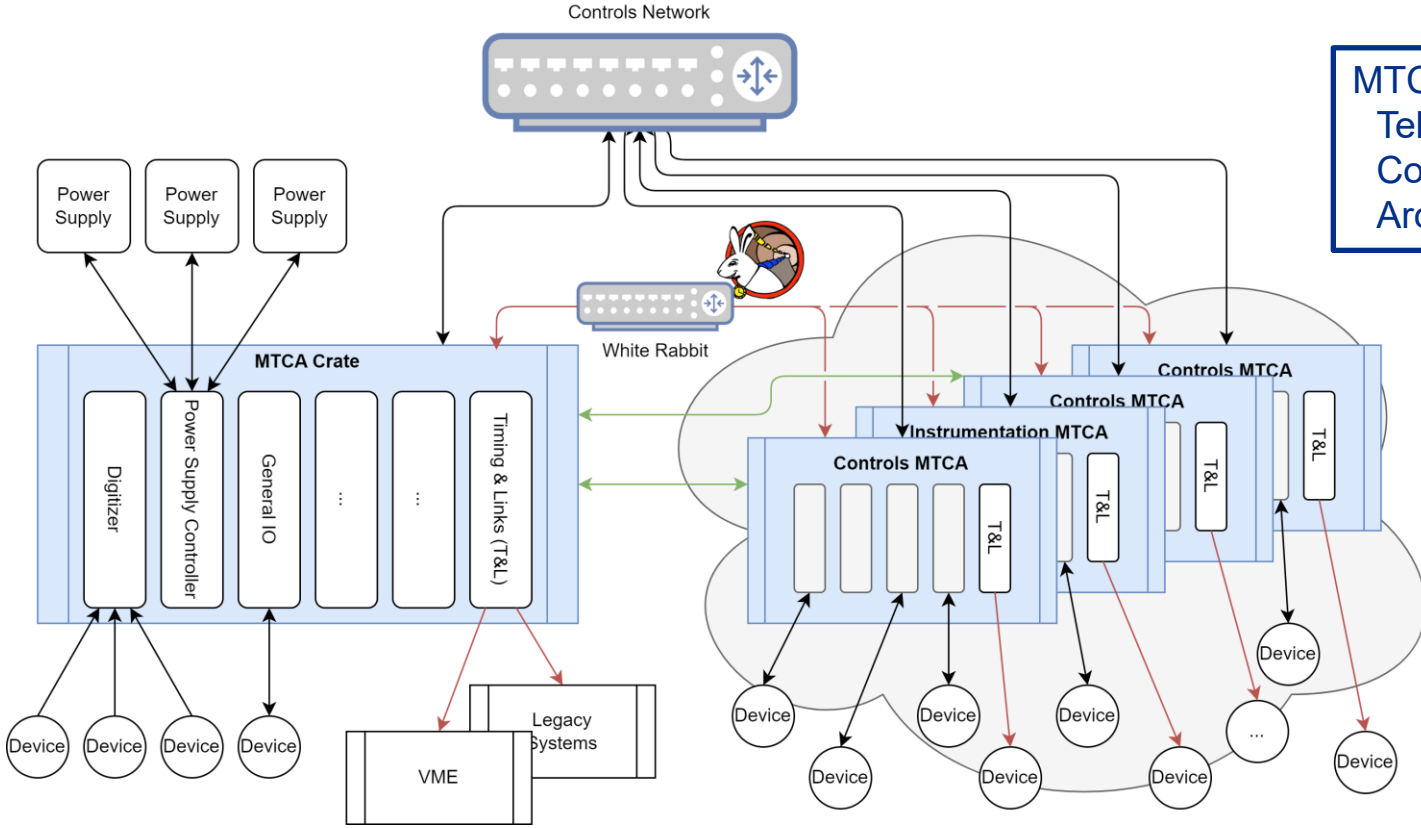 Controls Network
MTC
Tel
Co
Arc
Power
Supply
Power
Supply
Power
Supply
White Rabbit
MTCA Crate
Digitizer
Power Supply Controller
General IO
...
...
Timing & Links (T&L)
Controls MTCA
T&L
Controls MTCA
T&L
Instrumentation MTCA
T&L
Controls MTCA
T&L
Device
Device
Device
Device
Legacy
Systems
VME
Device
Device
Device
Device
Device
Device
Device
...
Device